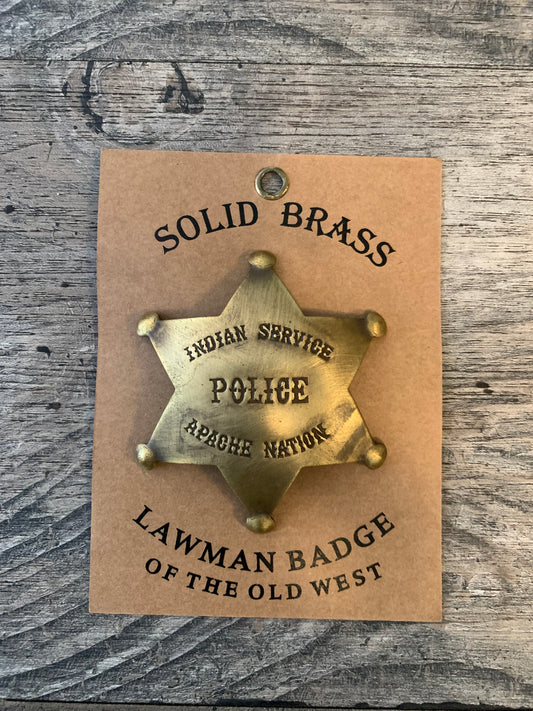 SOLID BRASS
INDIAN SERVICE
POLICE
APACHE NATION
LAWMAN BADGE
OF THE OLD WEST